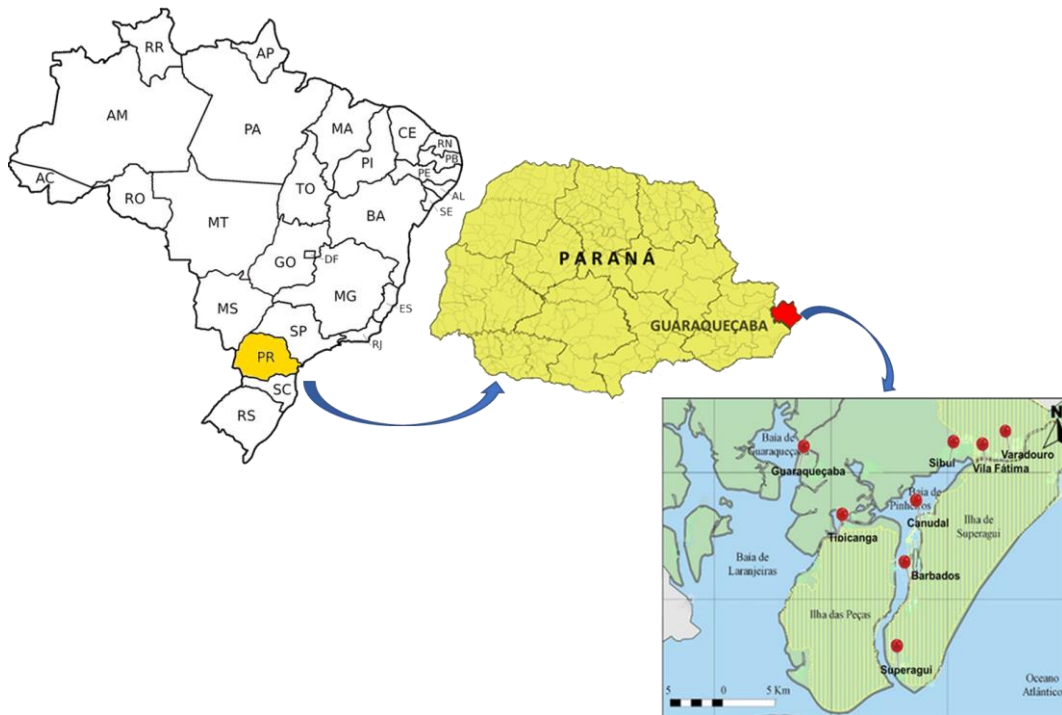 RR
AP
AM
PA
MA
CE
RN
PB
PI
PE
AC
TO
AL
RO
SE
BA
MT
GO
DF
MG
MS
ES
SP
RJ
PR
SC
RS
PARANÁ
GUARAQUEÇABA
N
Baia de
Guaraqueçaba
Guaraqueçaba
Sibuí
Vila Fátima
Varadouro
Baia de
Pinheiros
Canudal
Ilha de
Superagui
Tibicanga
Baia de
Laranjeiras
Barbados
Ilha das Peças
Superagui
5 0 5 Km
Oceano
Atlântico